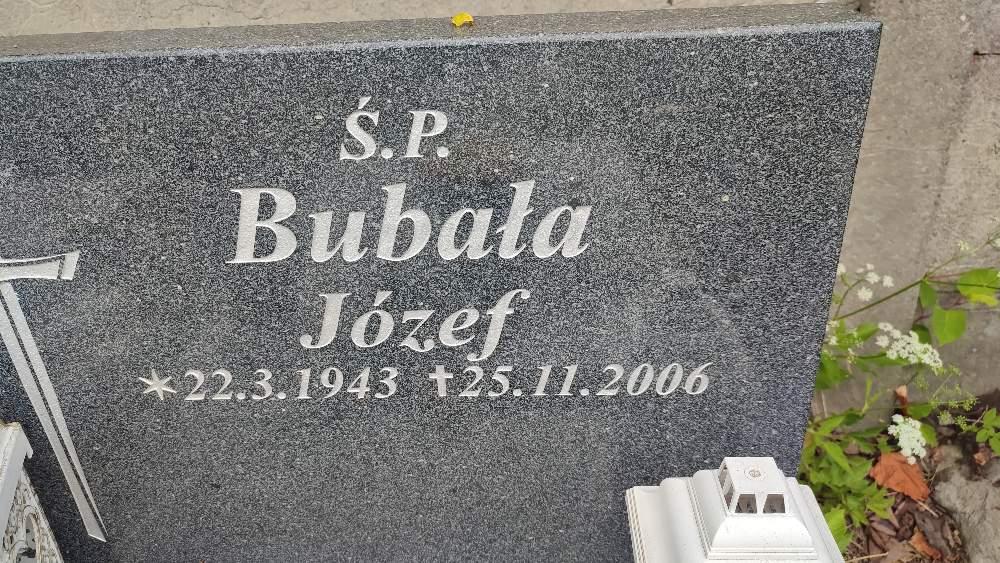 Ś.P.
Bubała
Józef
*22.3.1943 ✝25.11.2006